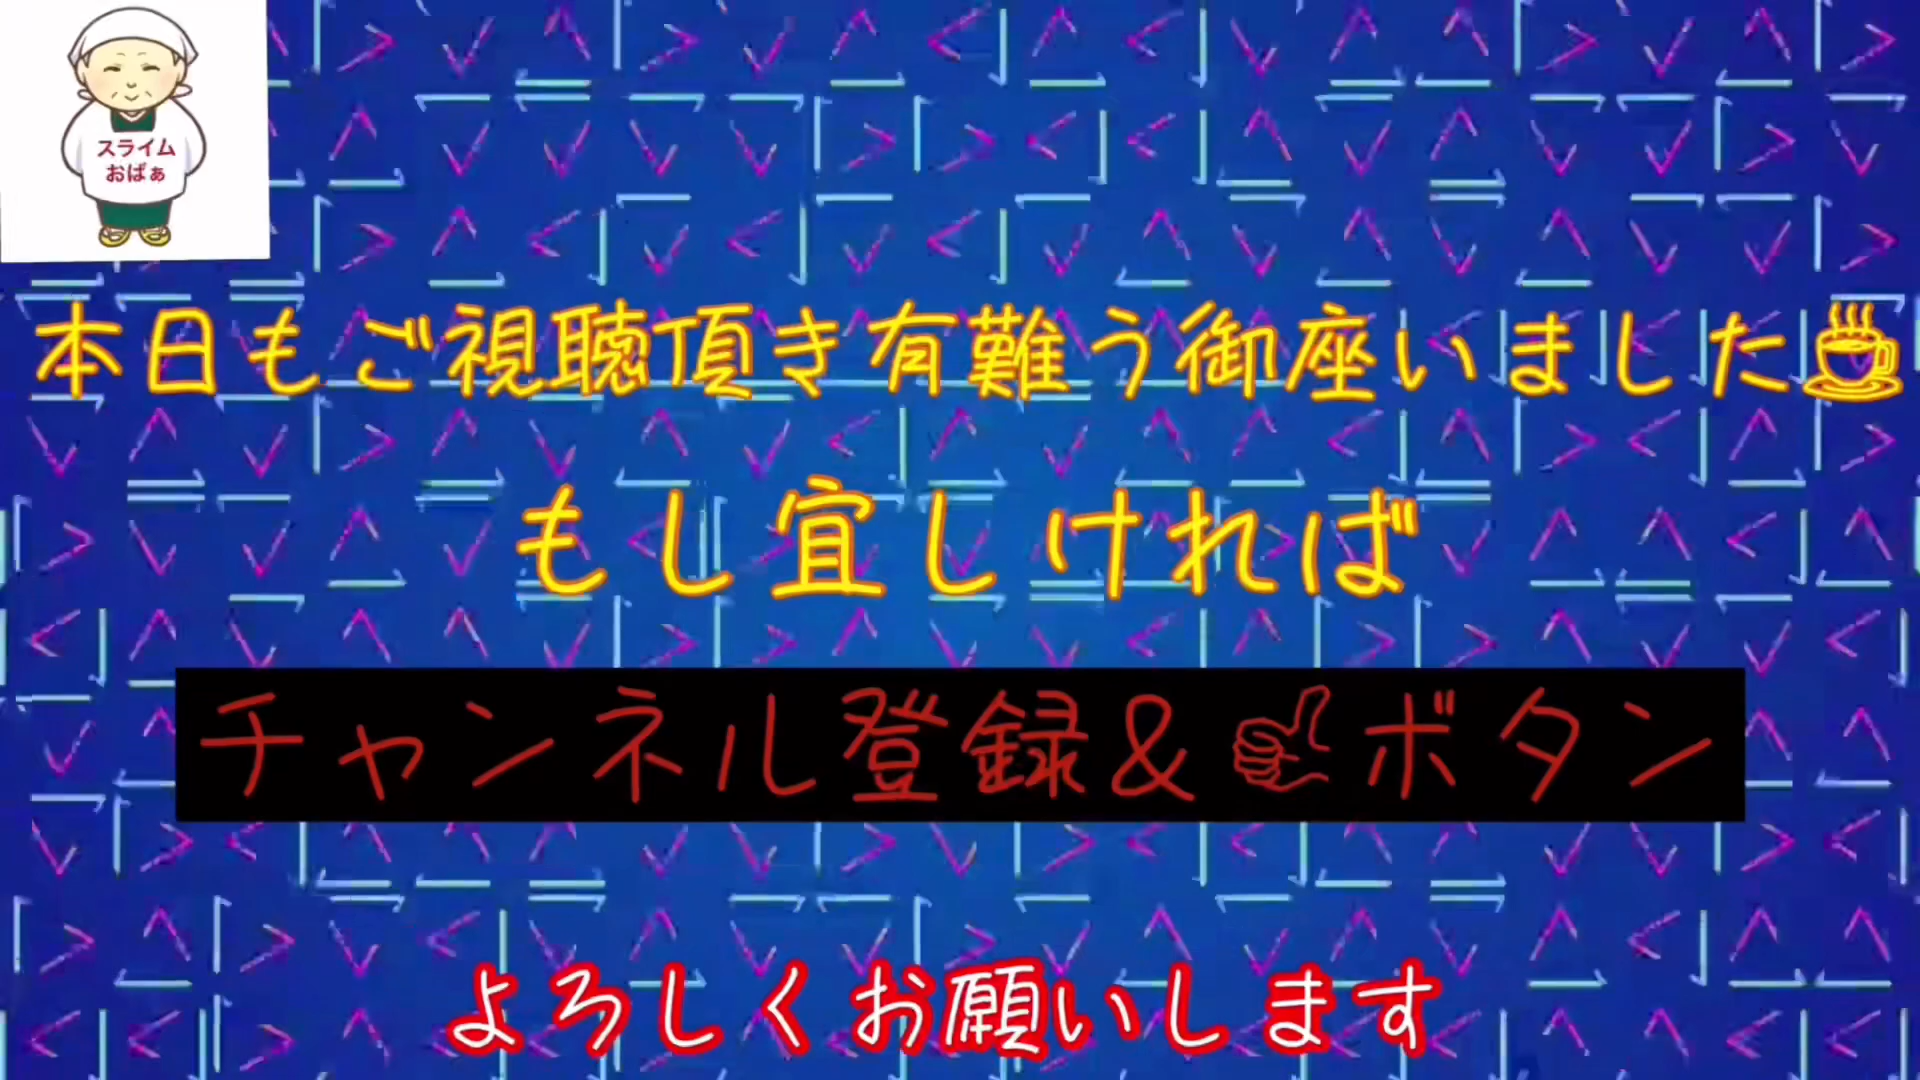 スライム
おばぁ
本日もご視聴頂き有難う御座いました☕
もし宜しければ
チャンネル登録&👍ボタン
よろしくお願いします